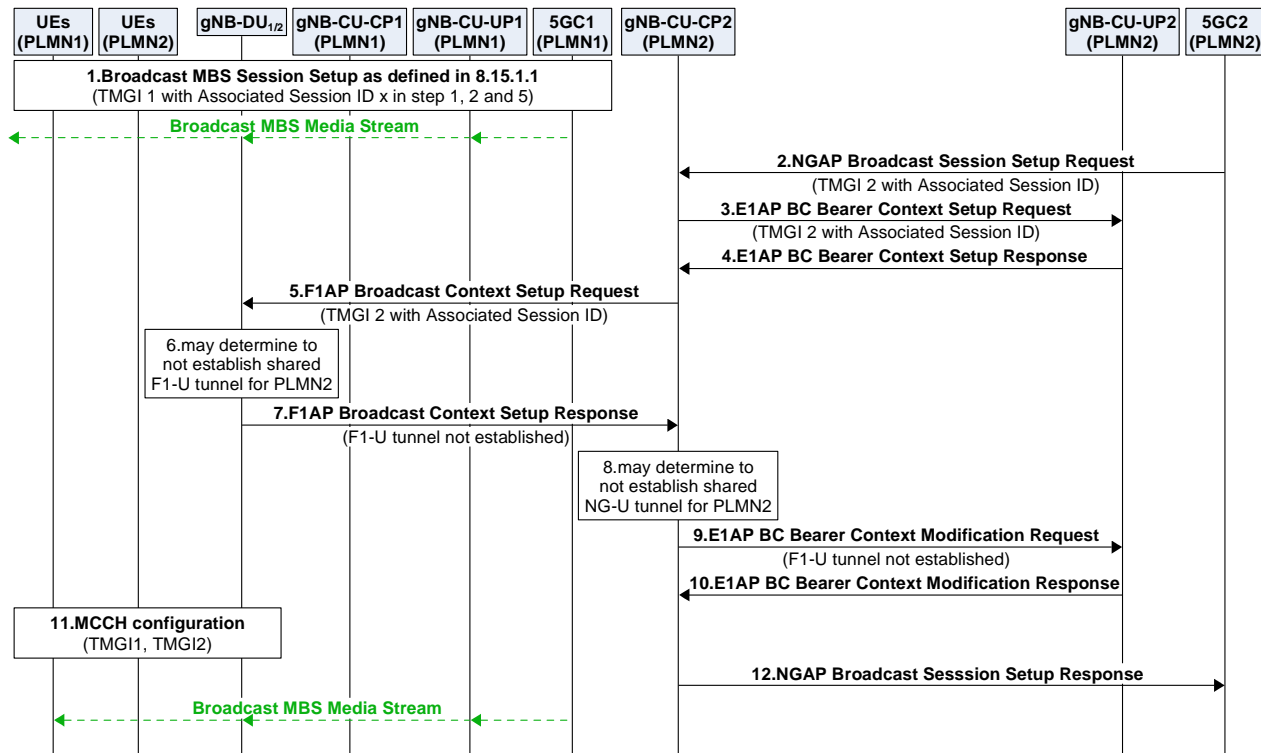 UEs
(PLMN1)
UEs
(PLMN2)
gNB-DU1/2
gNB-CU-CP1
(PLMN1)
gNB-CU-UP1
(PLMN1)
5GC1
(PLMN1)
gNB-CU-CP2
(PLMN2)
gNB-CU-UP2
(PLMN2)
5GC2
(PLMN2)
1.Broadcast MBS Session Setup as defined in 8.15.1.1
(TMGI 1 with Associated Session ID x in step 1, 2 and 5)
Broadcast MBS Media Stream
2.NGAP Broadcast Session Setup Request
(TMGI 2 with Associated Session ID)
3.E1AP BC Bearer Context Setup Request
(TMGI 2 with Associated Session ID)
4.E1AP BC Bearer Context Setup Response
5.F1AP Broadcast Context Setup Request
(TMGI 2 with Associated Session ID)
6.may determine to
not establish shared
F1-U tunnel for PLMN2
7.F1AP Broadcast Context Setup Response
(F1-U tunnel not established)
8.may determine to
not establish shared
NG-U tunnel for PLMN2
9.E1AP BC Bearer Context Modification Request
(F1-U tunnel not established)
10.E1AP BC Bearer Context Modification Response
11.MCCH configuration
(TMGI1, TMGI2)
12.NGAP Broadcast Sesssion Setup Response
Broadcast MBS Media Stream